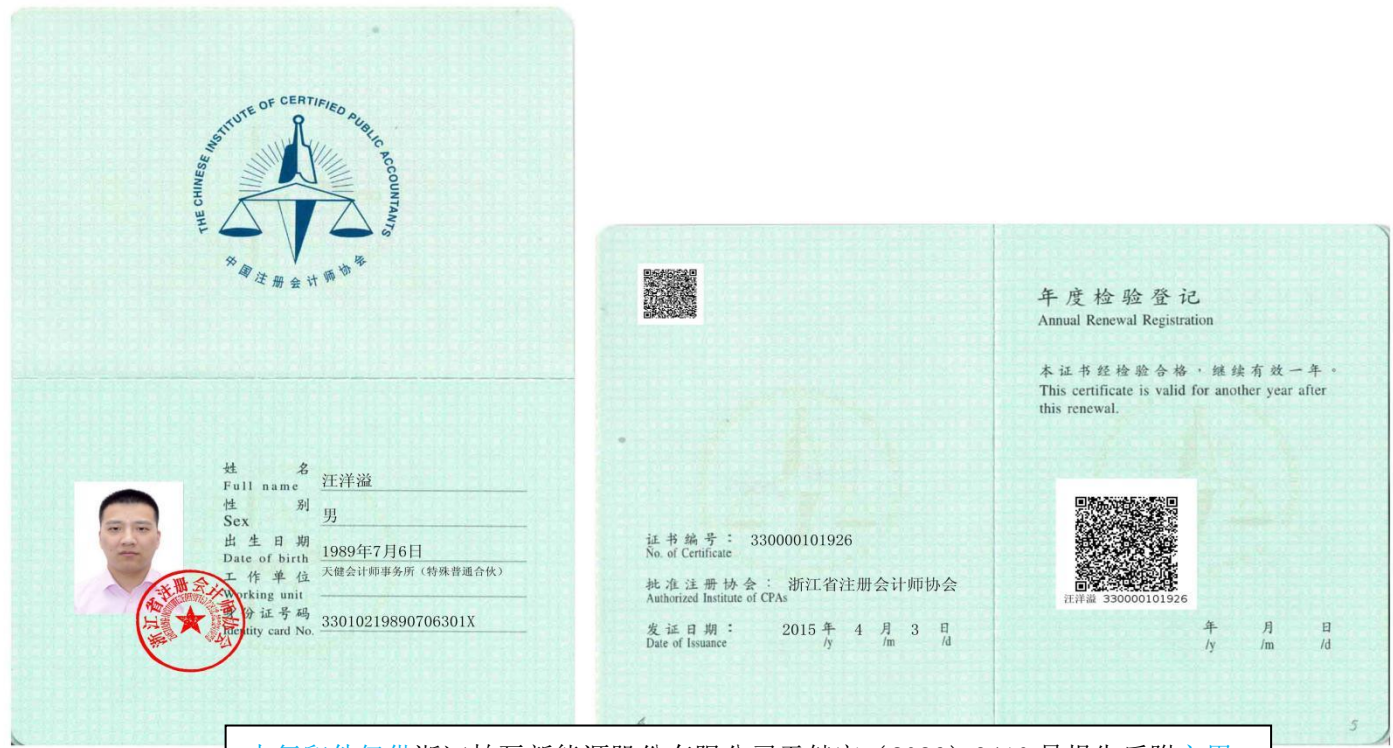 THE CHINESE INSTITUTE OF CERTIFIED PUBLIC ACCOUNTANTS
中国注册会计师协会
姓 名
Full name
汪洋溢
性 别
Sex
男
出生日期
Date of birth
1989年7月6日
工作单位
Working unit
天健会计师事务所（特殊普通合伙）
身份证号码
Identity card No.
33010219890706301X
浙江省注册会计师协会
证书编号：
No. of Certificate
330000101926
批准注册协会：
Authorized Institute of CPAs
浙江省注册会计师协会
发证日期：
Date of Issuance
2015 年 4 月 3 日
/y /m /d
4
年度检验登记
Annual Renewal Registration
本证书经检验合格，继续有效一年。
This certificate is valid for another year after
this renewal.
汪洋溢 330000101926
年 月 日
/y /m /d
5